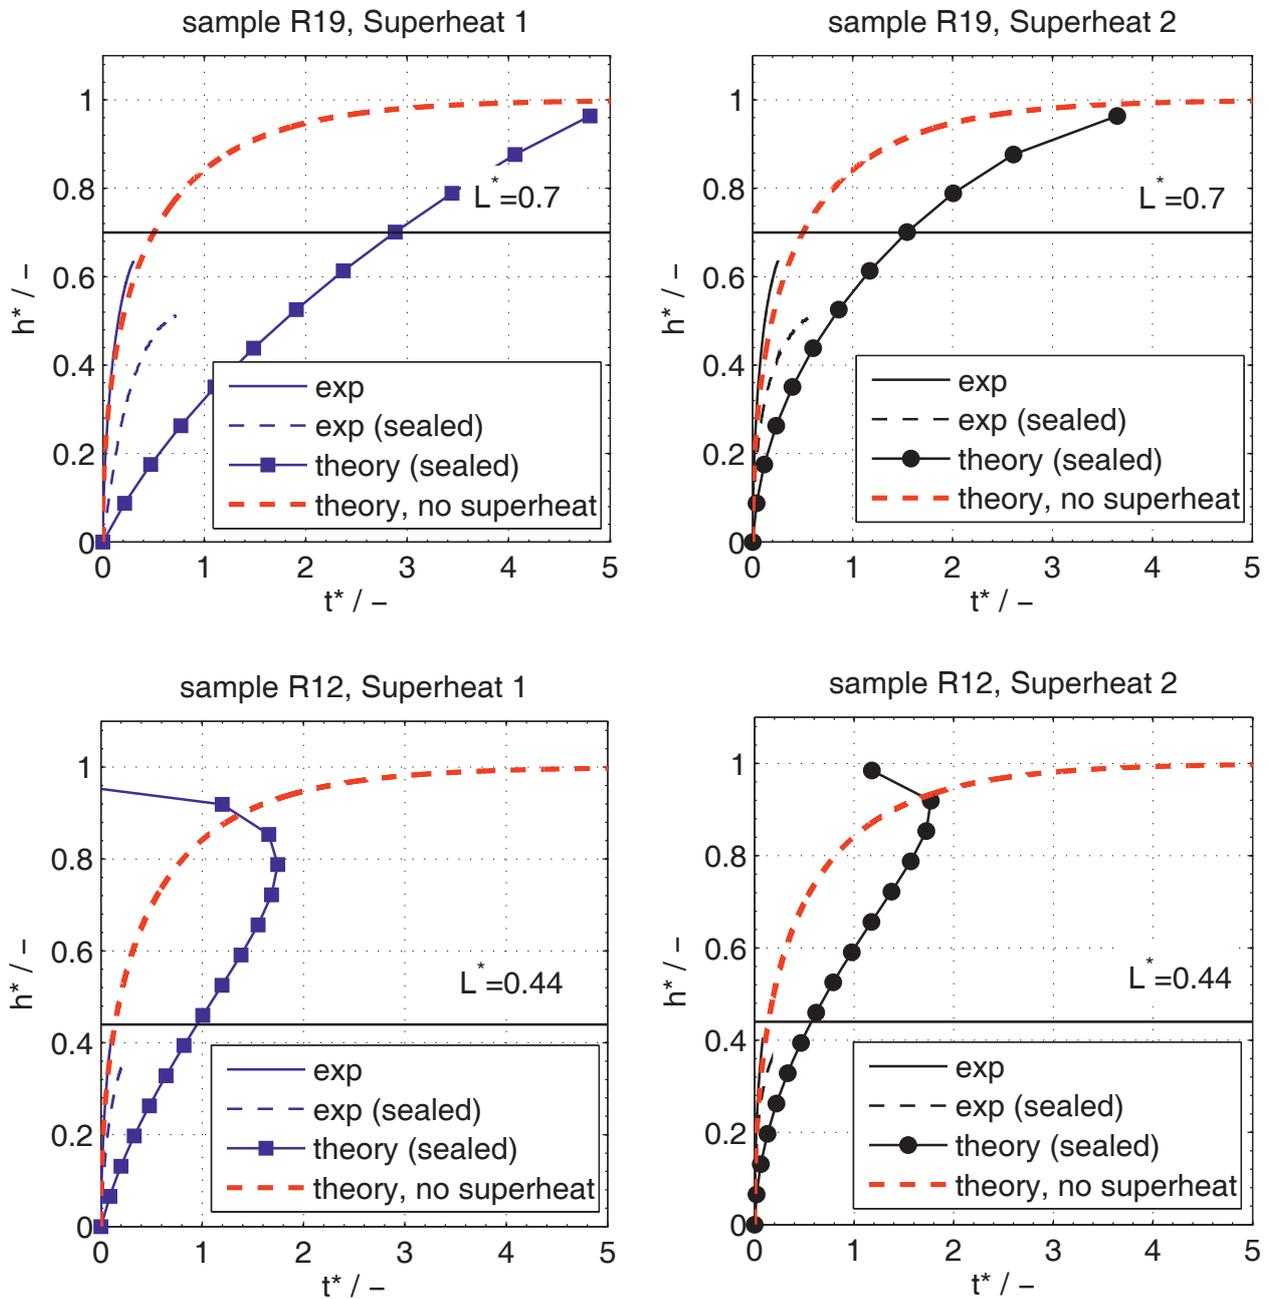 sample R19, Superheat 1
h* / –
1
0.8
0.6
0.4
0.2
0
L*=0.7
exp
exp (sealed)
theory (sealed)
theory, no superheat
0 1 2 3 4 5
t* / –
sample R19, Superheat 2
h* / –
1
0.8
0.6
0.4
0.2
0
L*=0.7
exp
exp (sealed)
theory (sealed)
theory, no superheat
0 1 2 3 4 5
t* / –
sample R12, Superheat 1
h* / –
1
0.8
0.6
0.4
0.2
0
L*=0.44
exp
exp (sealed)
theory (sealed)
theory, no superheat
0 1 2 3 4 5
t* / –
sample R12, Superheat 2
h* / –
1
0.8
0.6
0.4
0.2
0
L*=0.44
exp
exp (sealed)
theory (sealed)
theory, no superheat
0 1 2 3 4 5
t* / –